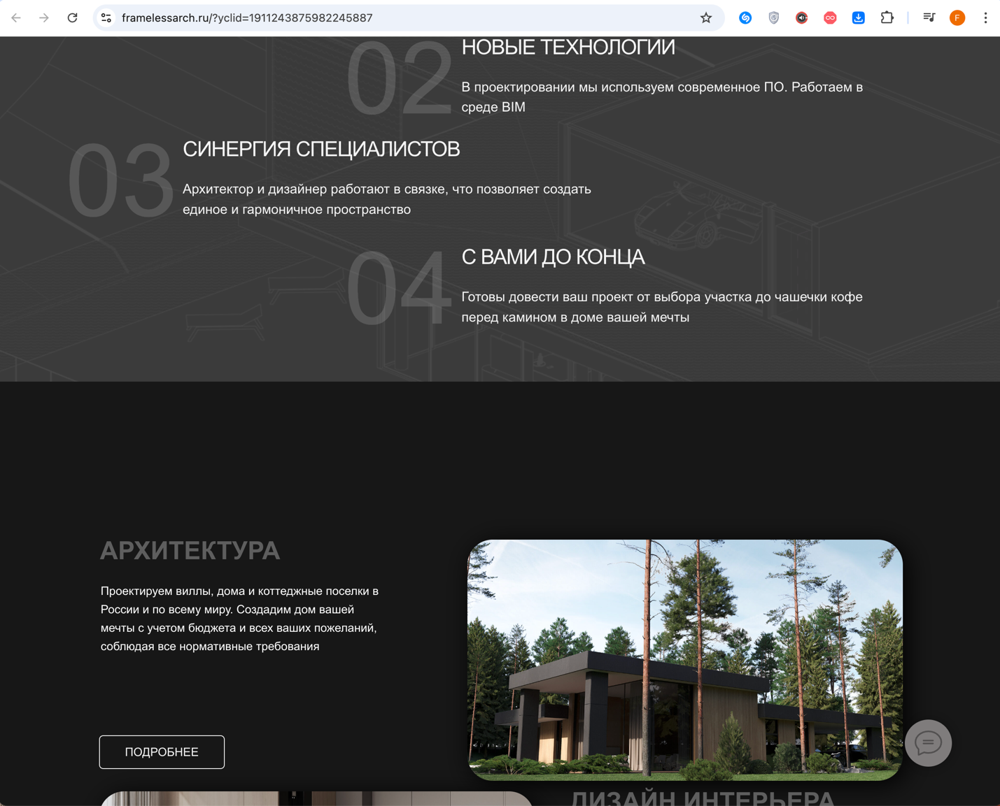 framelessarch.ru/?yclid=1911243875982245887
F
02
НОВЫЕ ТЕХНОЛОГИИ
В проектировании мы используем современное ПО. Работаем в
среде BIM
03
СИНЕРГИЯ СПЕЦИАЛИСТОВ
Архитектор и дизайнер работают в связке, что позволяет создать
единое и гармоничное пространство
04
С ВАМИ ДО КОНЦА
Готовы довести ваш проект от выбора участка до чашечки кофе
перед камином в доме вашей мечты
АРХИТЕКТУРА
Проектируем виллы, дома и коттеджные поселки в
России и по всему миру. Создадим дом вашей
мечты с учетом бюджета и всех ваших пожеланий,
соблюдая все нормативные требования
ПОДРОБНЕЕ
ДИЗАЙН ИНТЕРЬЕРА